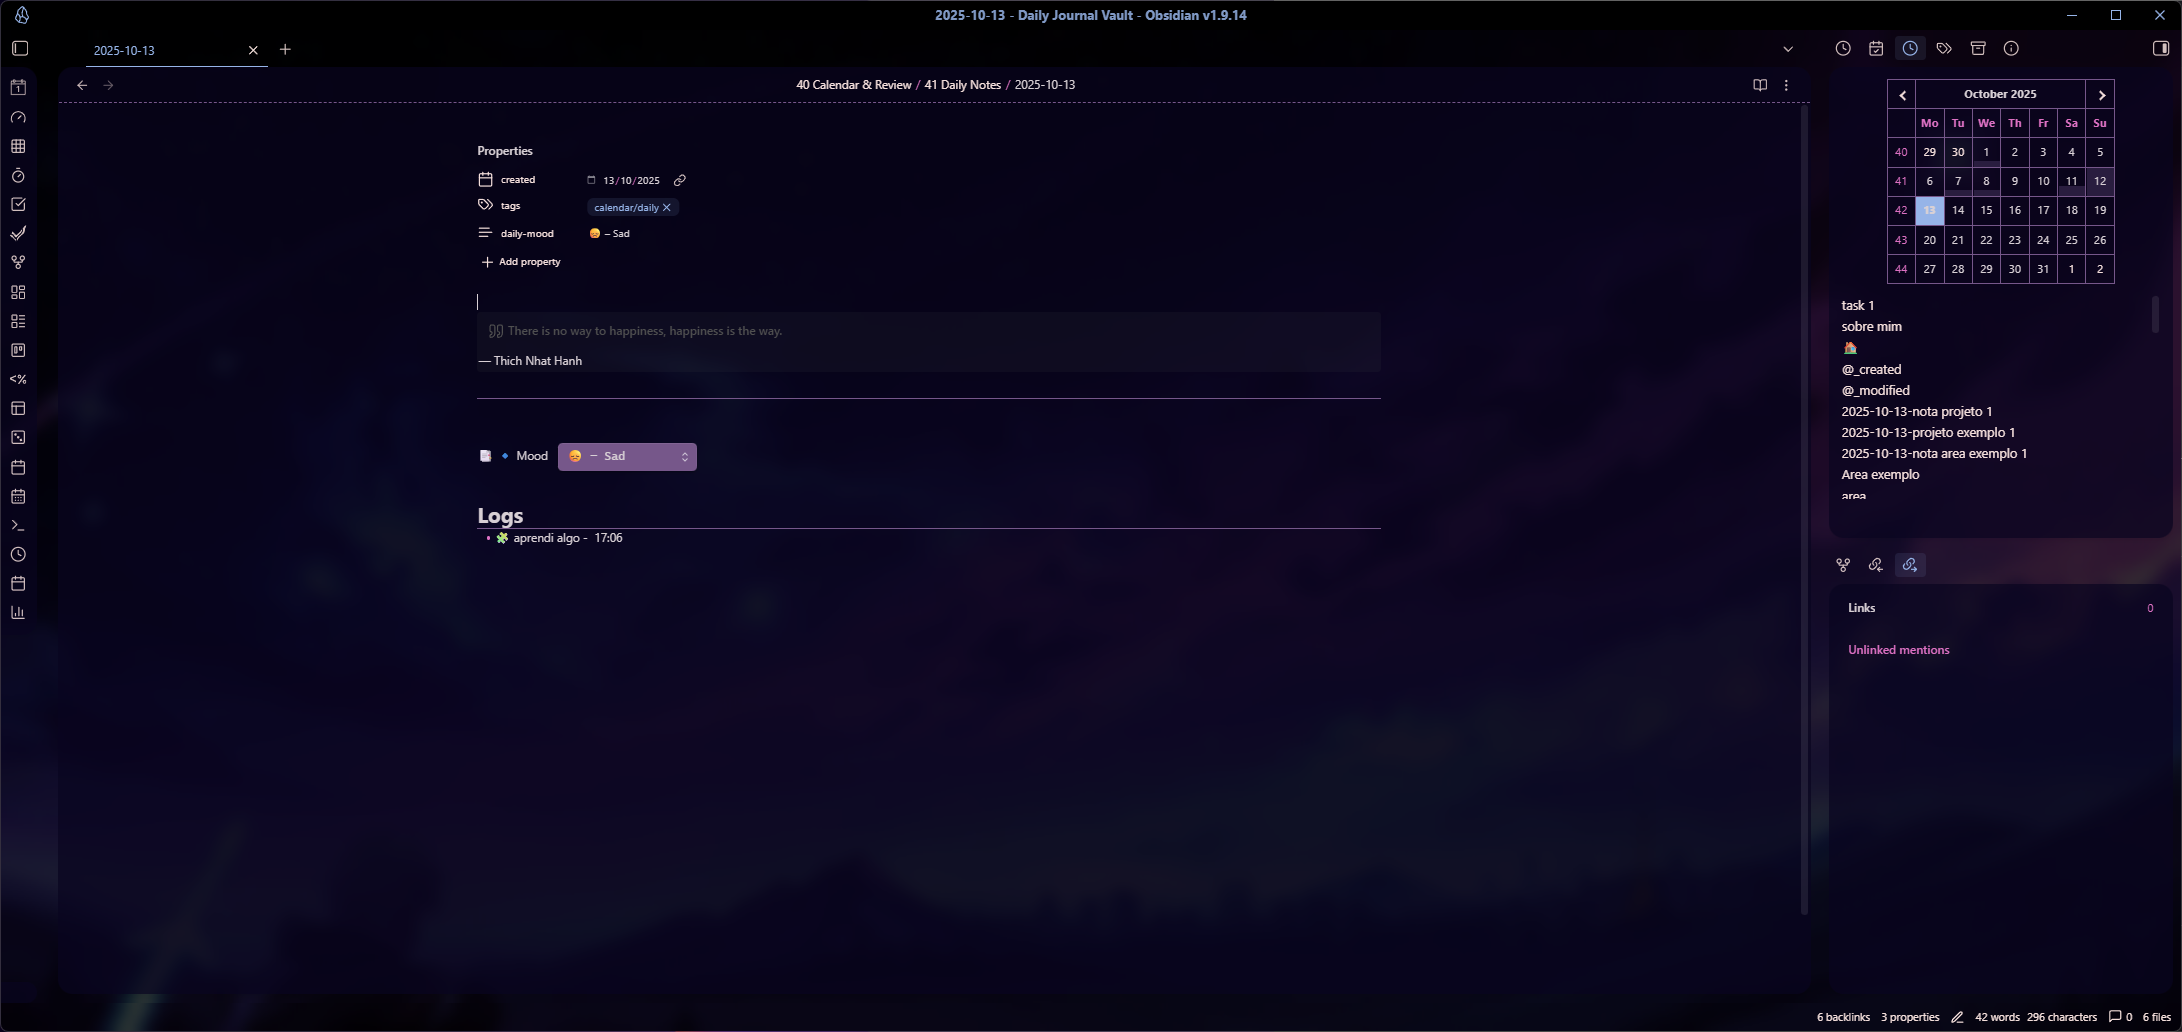 2025-10-13 - Daily Journal Vault - Obsidian v1.9.14
2025-10-13
40 Calendar & Review / 41 Daily Notes / 2025-10-13
Properties
created 13/10/2025
tags calendar/daily
daily-mood 😞 – Sad
Add property
There is no way to happiness, happiness is the way.
— Thich Nhat Hanh
Mood 😞 – Sad
Logs
• 🧩 aprendi algo - 17:06
October 2025
Mo Tu We Th Fr Sa Su
40 29 30 1 2 3 4 5
41 6 7 8 9 10 11 12
42 13 14 15 16 17 18 19
43 20 21 22 23 24 25 26
44 27 28 29 30 31 1 2
task 1
sobre mim
🏠
@_created
@_modified
2025-10-13-nota projeto 1
2025-10-13-projeto exemplo 1
2025-10-13-nota area exemplo 1
Area exemplo
area
Links 0
Unlinked mentions
6 backlinks 3 properties 42 words 296 characters 0 6 files